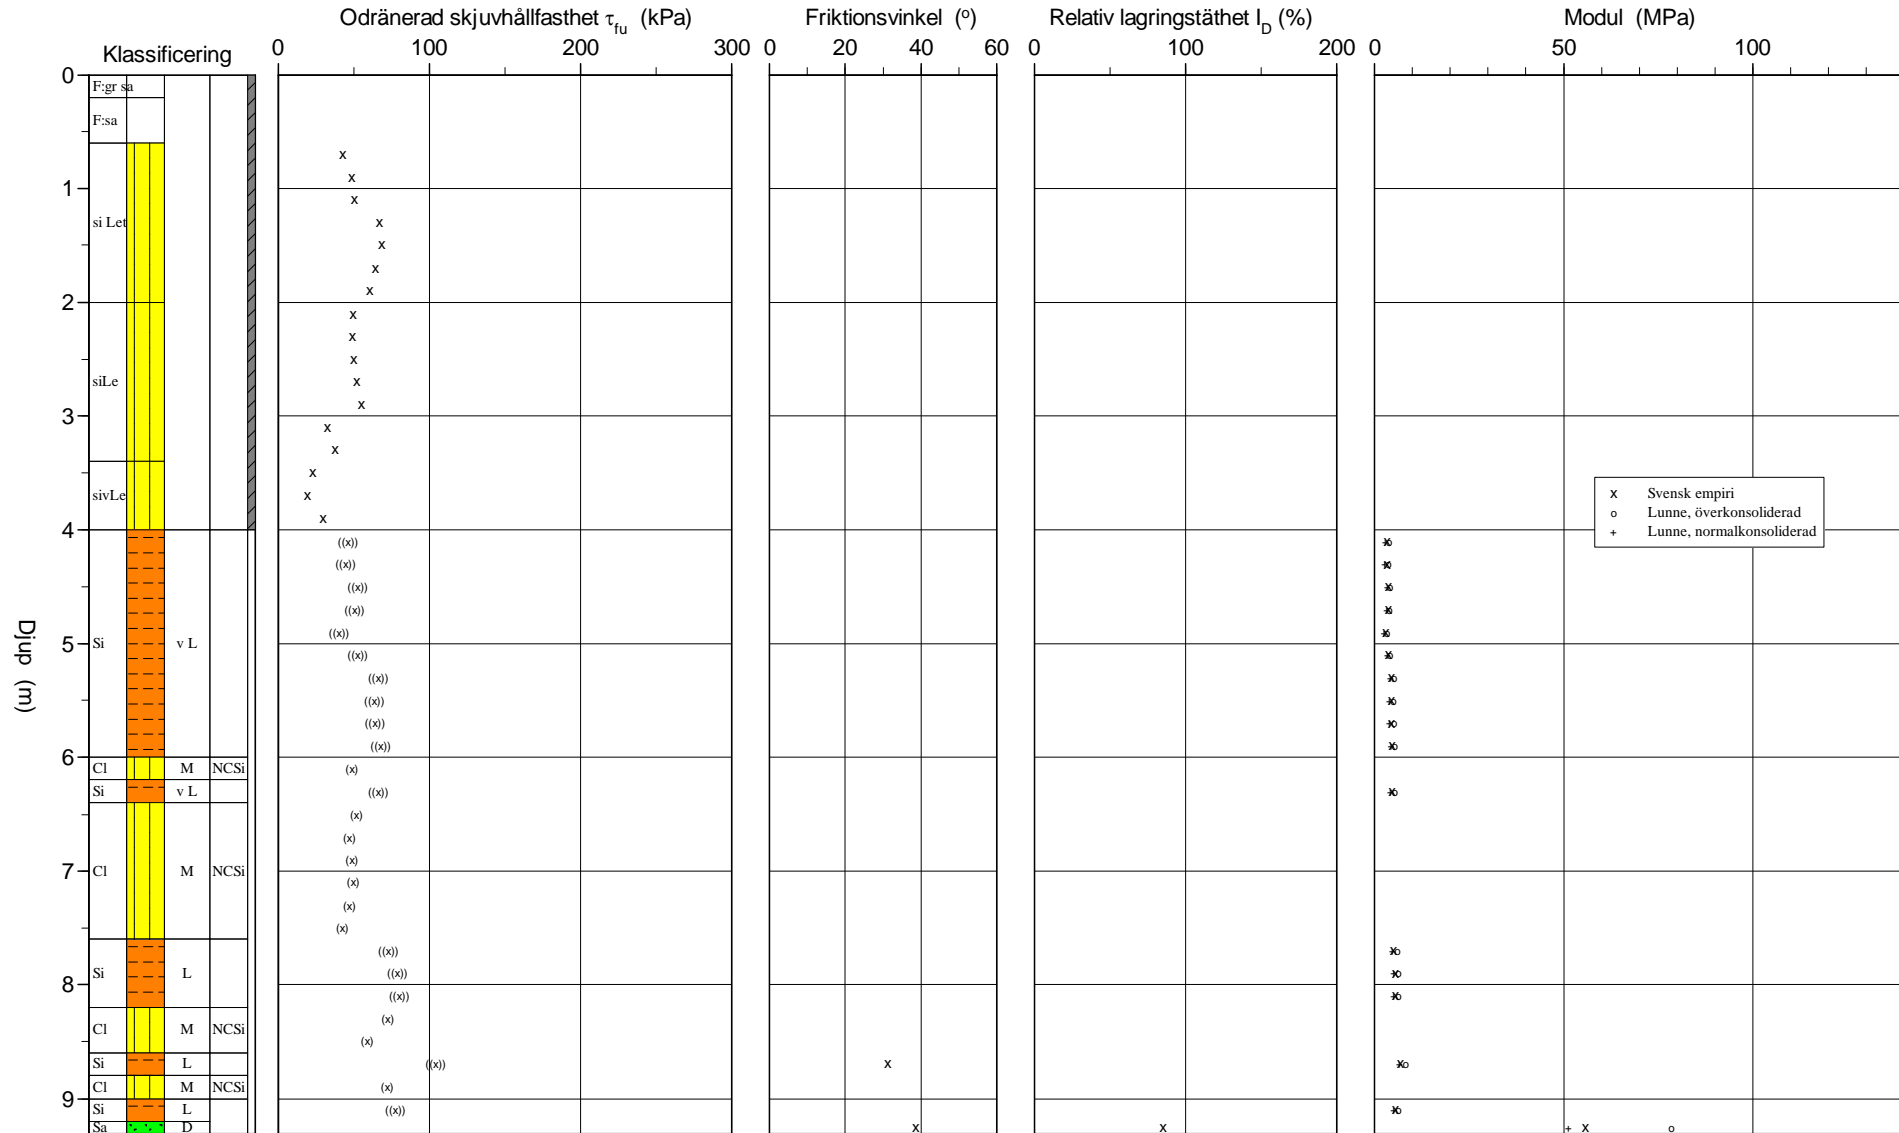 Odränerad skjuvhållfasthet τfu (kPa)
Friktionsvinkel (o)
Relativ lagringstäthet ID (%)
Modul (MPa)
Klassificering
0 100 200 300
0 20 40 60
0 100 200
0 50 100
Djup (m)
0
F:gr sa
F:sa
1
si Let
2
siLe
3
sivLe
4
x Svensk empiri
o Lunne, överkonsoliderad
+ Lunne, normalkonsoliderad
5
Si v L
6
Cl M NCSi
Si v L
7
Cl M NCSi
Si L
8
Cl M NCSi
Si L
Cl M NCSi
9
Si L
Sa D